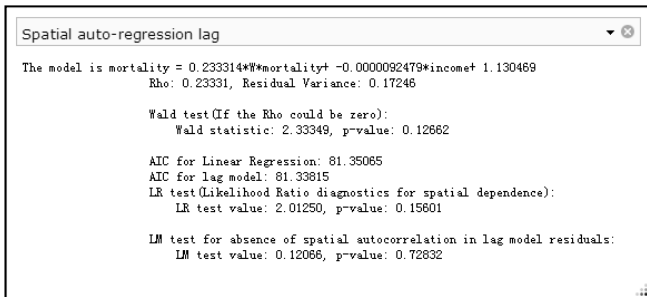 Spatial auto-regression lag
The model is mortality = 0.233314*W*mortality+ -0.0000092479*income+ 1.130469
Rho: 0.23331, Residual Variance: 0.17246
Wald test(If the Rho could be zero):
Wald statistic: 2.33349, p-value: 0.12662
AIC for Linear Regression: 81.35065
AIC for lag model: 81.33815
LR test(Likelihood Ratio diagnostics for spatial dependence):
LR test value: 2.01250, p-value: 0.15601
LM test for absence of spatial autocorrelation in lag model residuals:
LM test value: 0.12066, p-value: 0.72832